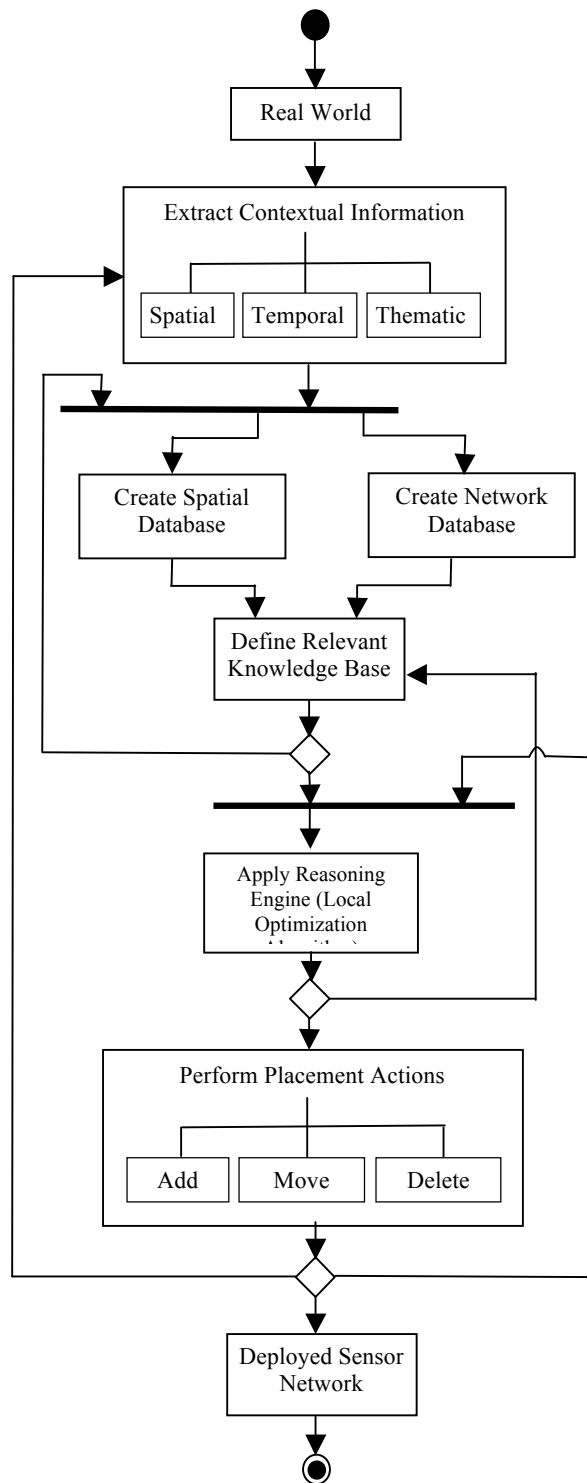 Real World
Extract Contextual Information
Spatial
Temporal
Thematic
Create Spatial
Database
Create Network
Database
Define Relevant
Knowledge Base
Apply Reasoning
Engine (Local
Optimization
Perform Placement Actions
Add
Move
Delete
Deployed Sensor
Network